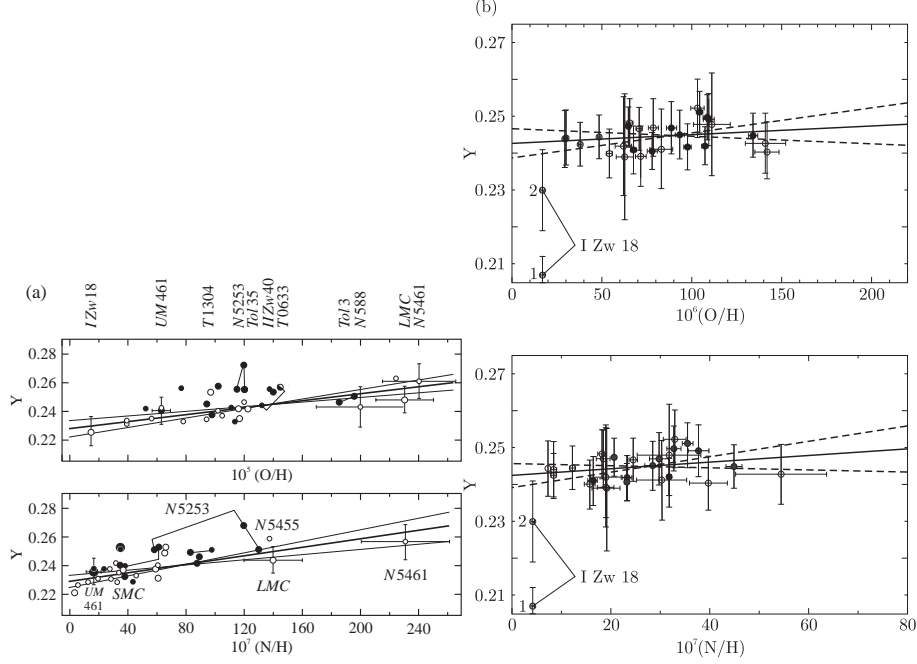 (b)
0.27
0.25
0.23
0.21
Y
2
1
I Zw 18
0 50 100 150 200
10⁶(O/H)
(a)
I Zw 18
UM 461
T 1304
N 5253
Tol 35
II Zw 40
T 0633
Tol 3
N 588
LMC
N 5461
0.28
0.26
0.24
0.22
Y
10⁵ (O/H)
0.28
0.26
0.24
0.22
Y
N 5253
N 5455
UM
461
SMC
LMC
N 5461
0 40 80 120 160 200 240
10⁷ (N/H)
0.27
0.25
0.23
0.21
Y
2
1
I Zw 18
0 20 40 60 80
10⁷(N/H)